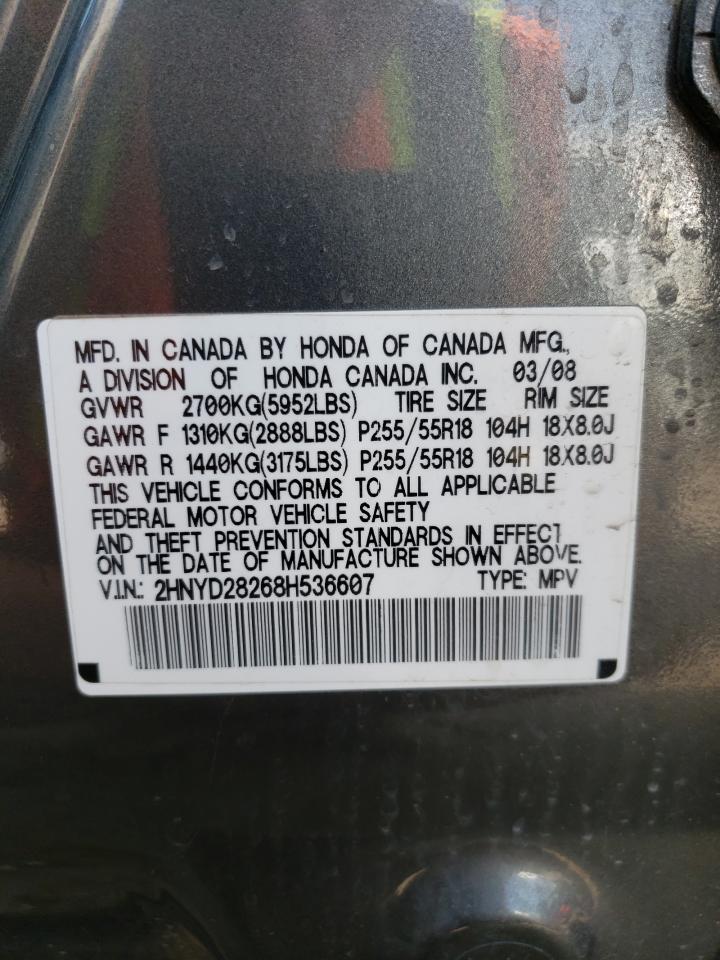 MFD. IN CANADA BY HONDA OF CANADA MFG.,
A DIVISION OF HONDA CANADA INC. 03/08
GVWR 2700KG(5952LBS) TIRE SIZE RIM SIZE
GAWR F 1310KG(2888LBS) P255/55R18 104H 18X8.0J
GAWR R 1440KG(3175LBS) P255/55R18 104H 18X8.0J
THIS VEHICLE CONFORMS TO ALL APPLICABLE
FEDERAL MOTOR VEHICLE SAFETY
AND THEFT PREVENTION STANDARDS IN EFFECT
ON THE DATE OF MANUFACTURE SHOWN ABOVE.
V.I.N.: 2HNYD28268H536607 TYPE: MPV